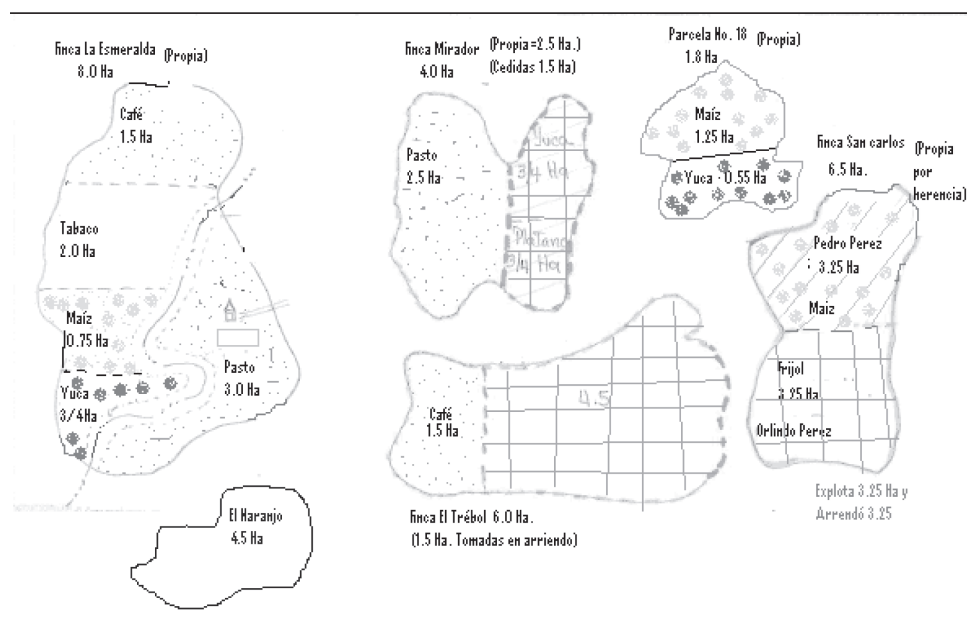 finca La Esmeralda (Propia)
8.0 Ha
Café
1.5 Ha
Tabaco
2.0 Ha
Maíz
0.75 Ha
Yuca
3/4Ha
Pasto
3.0 Ha
El Naranjo
4.5 Ha
finca Mirador (Propia=2.5 Ha.)
4.0 Ha (Cedidas 1.5 Ha)
Pasto
2.5 Ha
Yuca
3/4 Ha
Platano
3/4 Ha
Café
1.5 Ha
4.5
finca El Trébol 6.0 Ha.
(1.5 Ha. Tomadas en arriendo)
Parcela No. 18 (Propia)
1.8 Ha
Maíz
1.25 Ha
Yuca 0.55 Ha
finca San carlos (Propia
6.5 Ha. por
herencia)
Pedro Perez
3.25 Ha
Maiz
frijol
3.25 Ha
Orlindo Perez
Explota 3.25 Ha y
Arrendó 3.25